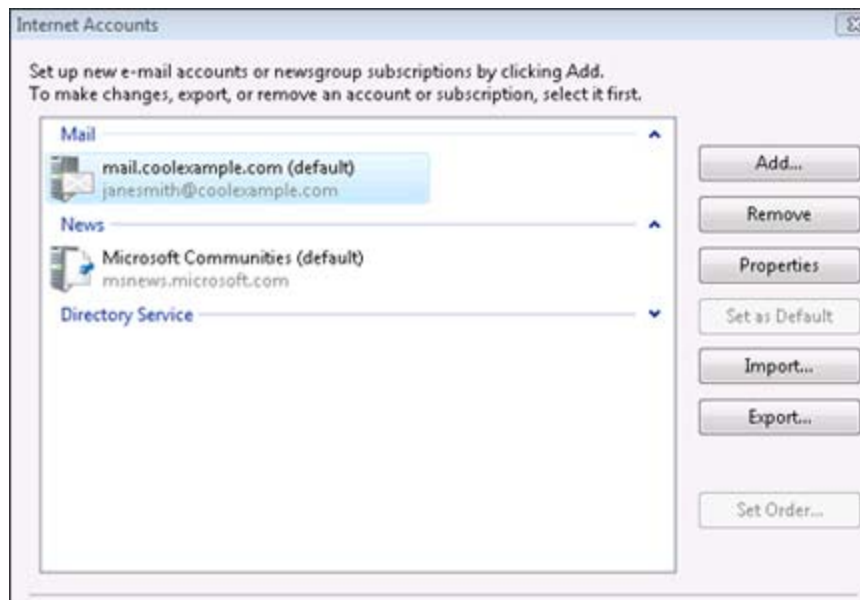 Internet Accounts
Set up new e-mail accounts or newsgroup subscriptions by clicking Add.
To make changes, export, or remove an account or subscription, select it first.
Mail
mail.coolexample.com (default)
janesmith@coolexample.com
News
Microsoft Communities (default)
msnews.microsoft.com
Directory Service
Add...
Remove
Properties
Set as Default
Import...
Export...
Set Order...